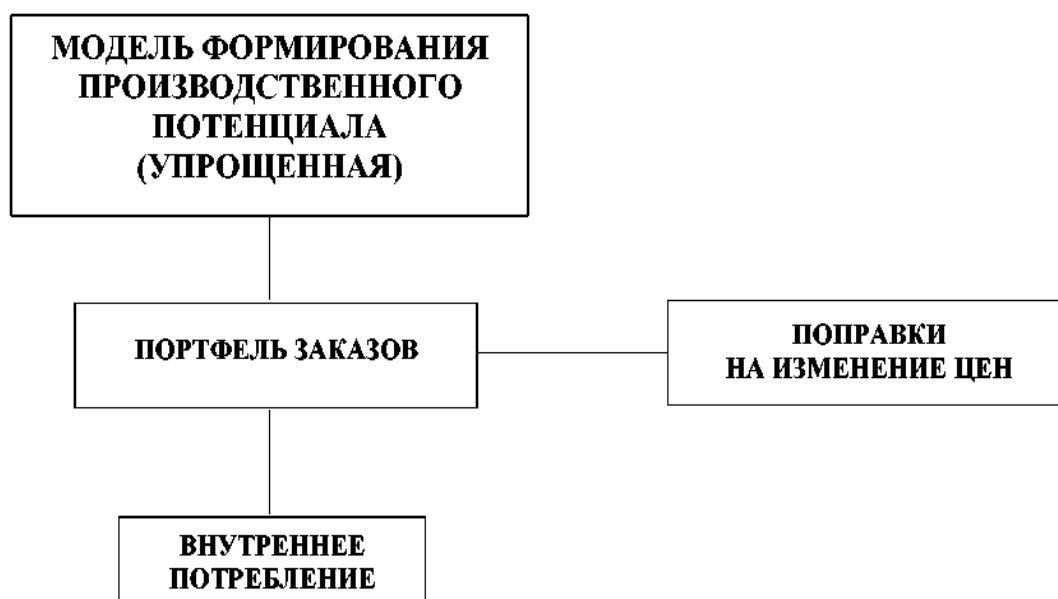 МОДЕЛЬ ФОРМИРОВАНИЯ
ПРОИЗВОДСТВЕННОГО
ПОТЕНЦИАЛА
(УПРОЩЕННАЯ)
ПОРТФЕЛЬ ЗАКАЗОВ
ПОПРАВКИ
НА ИЗМЕНЕНИЕ ЦЕН
ВНУТРЕННЕЕ
ПОТРЕБЛЕНИЕ